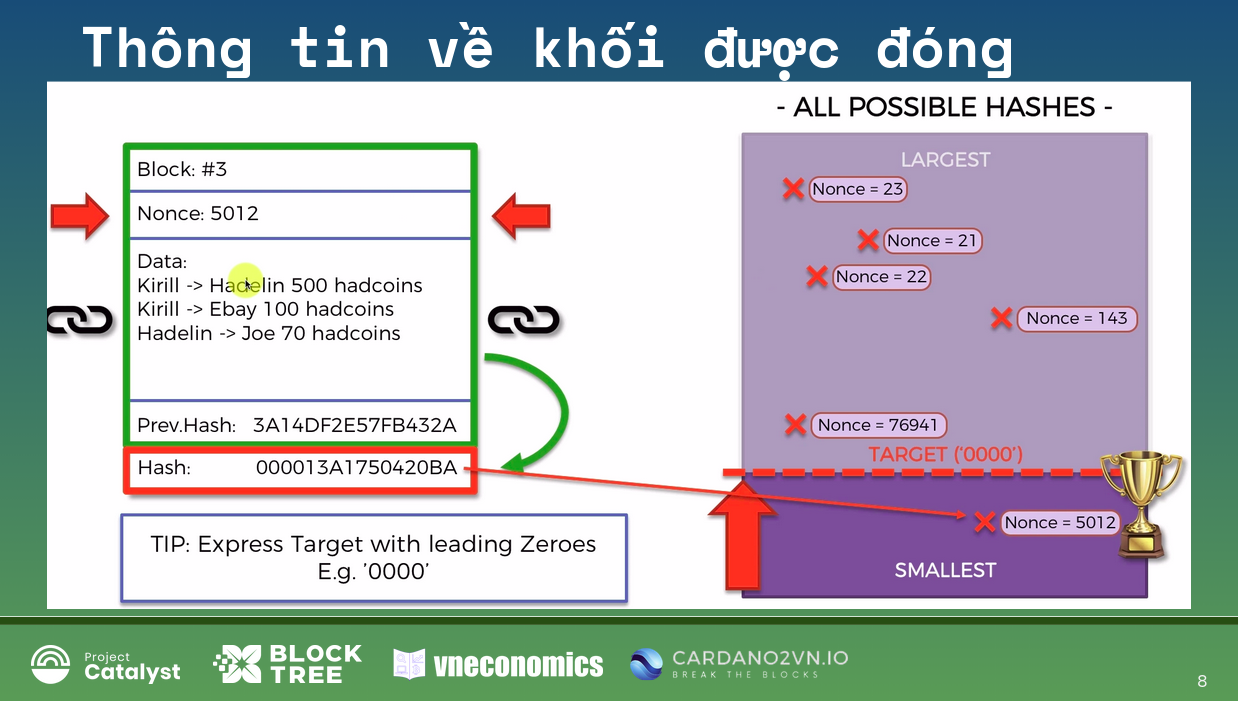 Thông tin về khối được đóng
- ALL POSSIBLE HASHES -
Block: #3
Nonce: 5012
Data:
Kirill -> Hadelin 500 hadcoins
Kirill -> Ebay 100 hadcoins
Hadelin -> Joe 70 hadcoins
Prev.Hash: 3A14DF2E57FB432A
Hash: 000013A1750420BA
TIP: Express Target with leading Zeroes
E.g. '0000'
LARGEST
Nonce = 23
Nonce = 21
Nonce = 22
Nonce = 143
Nonce = 76941
TARGET ('0000')
Nonce = 5012
SMALLEST
Project
Catalyst
BLOCK
TREE
vneconomics
CARDANO2VN.IO
BREAK THE BLOCKS
8